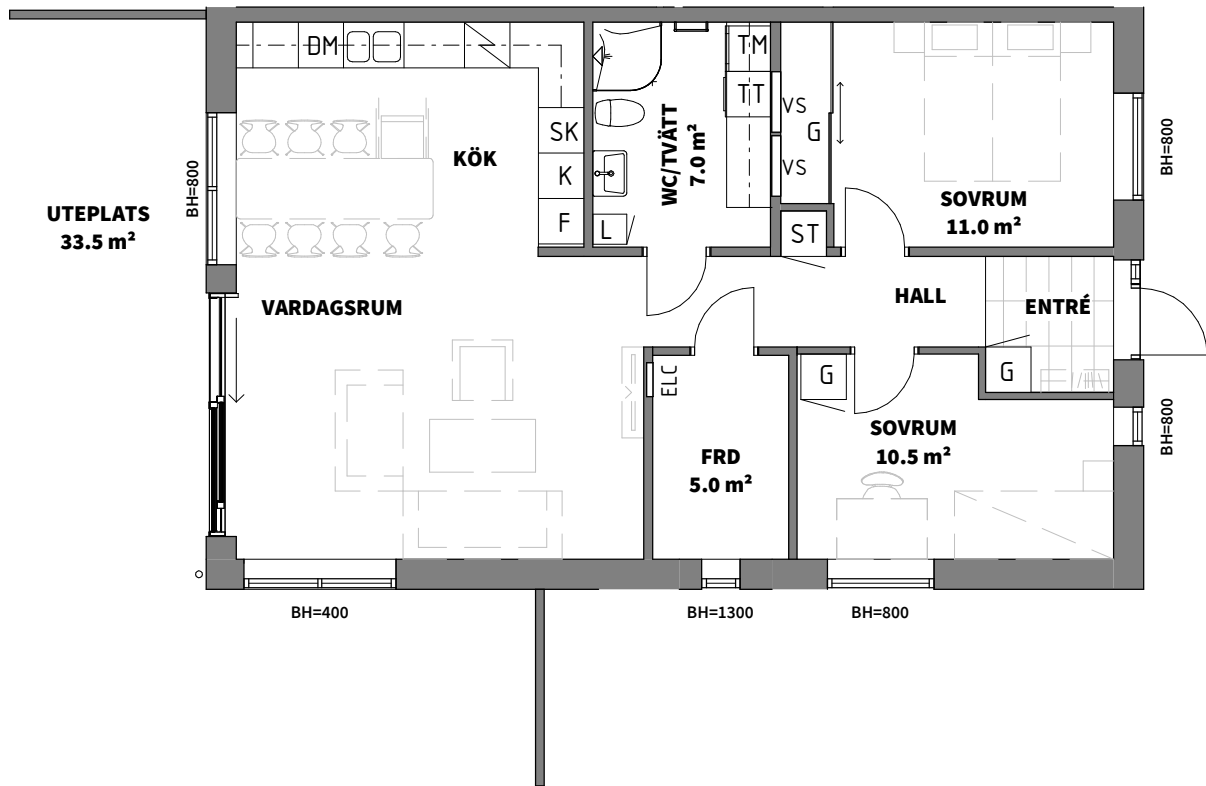 DM
TM
TT
VS
G
VS
SK
K
F
L
ST
KÖK
WC/TVÄTT
7.0 m²
SOVRUM
11.0 m²
BH=800
BH=800
UTEPLATS
33.5 m²
VARDAGSRUM
HALL
ENTRÉ
ELC
G
G
SOVRUM
10.5 m²
BH=800
FRD
5.0 m²
BH=400
BH=1300
BH=800